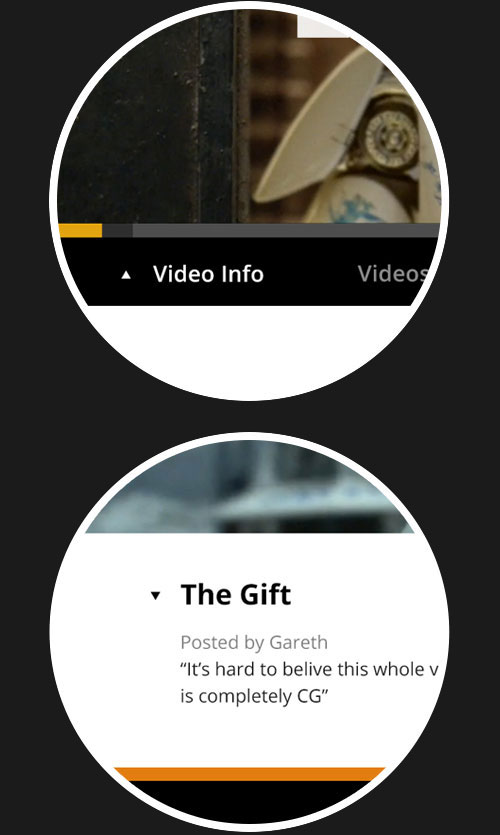 Video Info Videos
The Gift
Posted by Gareth
“It’s hard to belive this whole v
is completely CG”